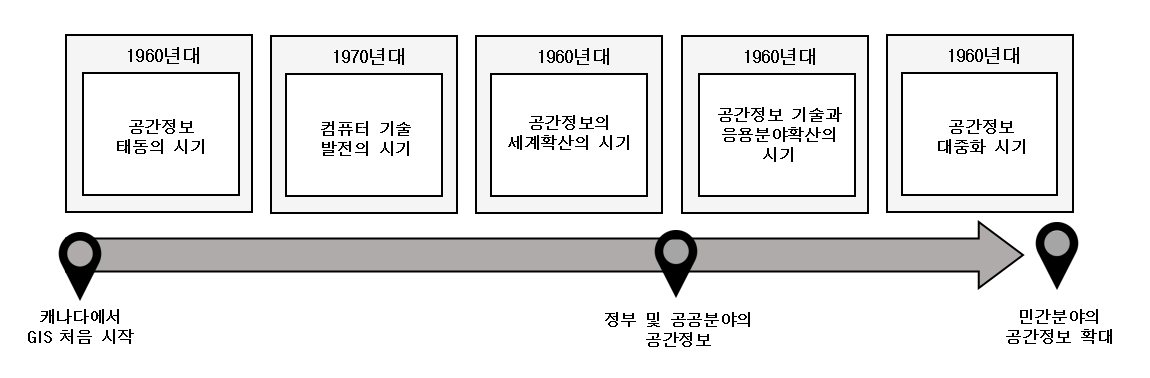 1960년대
공간정보
태동의 시기
1970년대
컴퓨터 기술
발전의 시기
1960년대
공간정보의
세계확산의 시기
1960년대
공간정보 기술과
응용분야확산의
시기
1960년대
공간정보
대중화 시기
캐나다에서
GIS 처음 시작
정부 및 공공분야의
공간정보
민간분야의
공간정보 확대